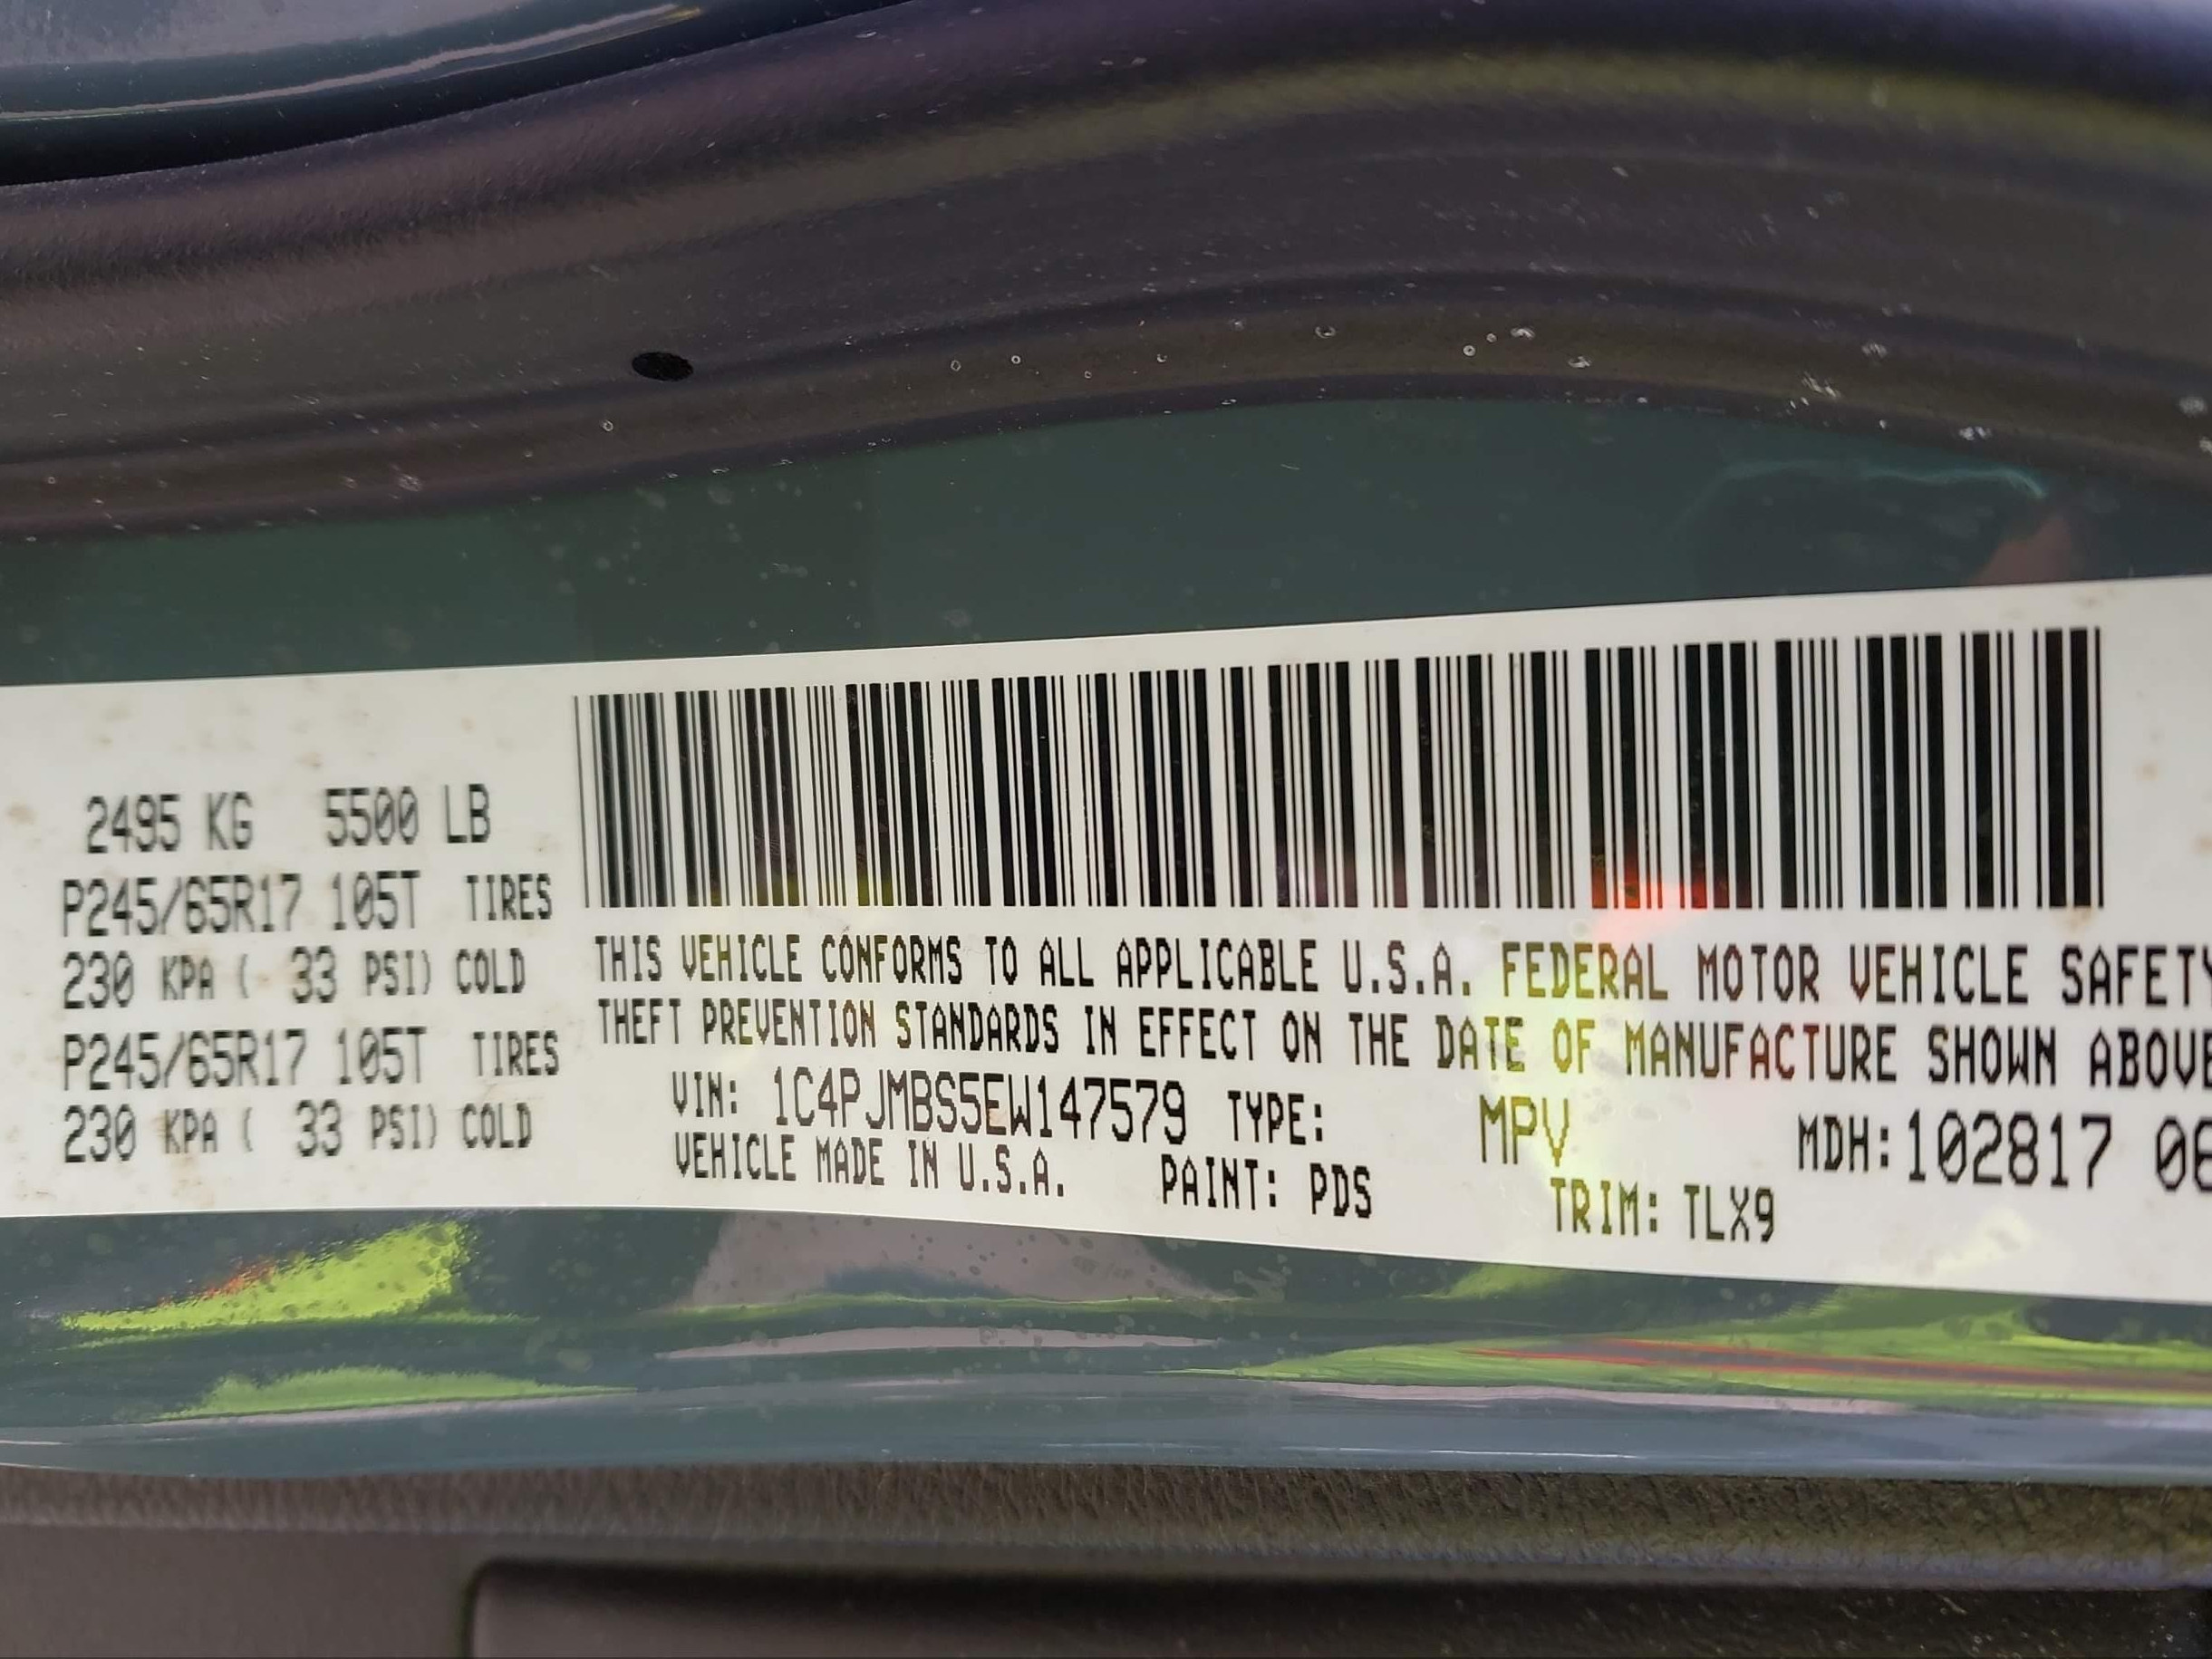 2495 KG 5500 LB
P245/65R17 105T TIRES
230 KPA ( 33 PSI) COLD
P245/65R17 105T TIRES
230 KPA ( 33 PSI) COLD
THIS VEHICLE CONFORMS TO ALL APPLICABLE U.S.A. FEDERAL MOTOR VEHICLE SAFETY
THEFT PREVENTION STANDARDS IN EFFECT ON THE DATE OF MANUFACTURE SHOWN ABOVE
VIN: 1C4PJMBS5EW147579 TYPE: MPV MDH:102817
VEHICLE MADE IN U.S.A. PAINT: PDS TRIM: TLX9